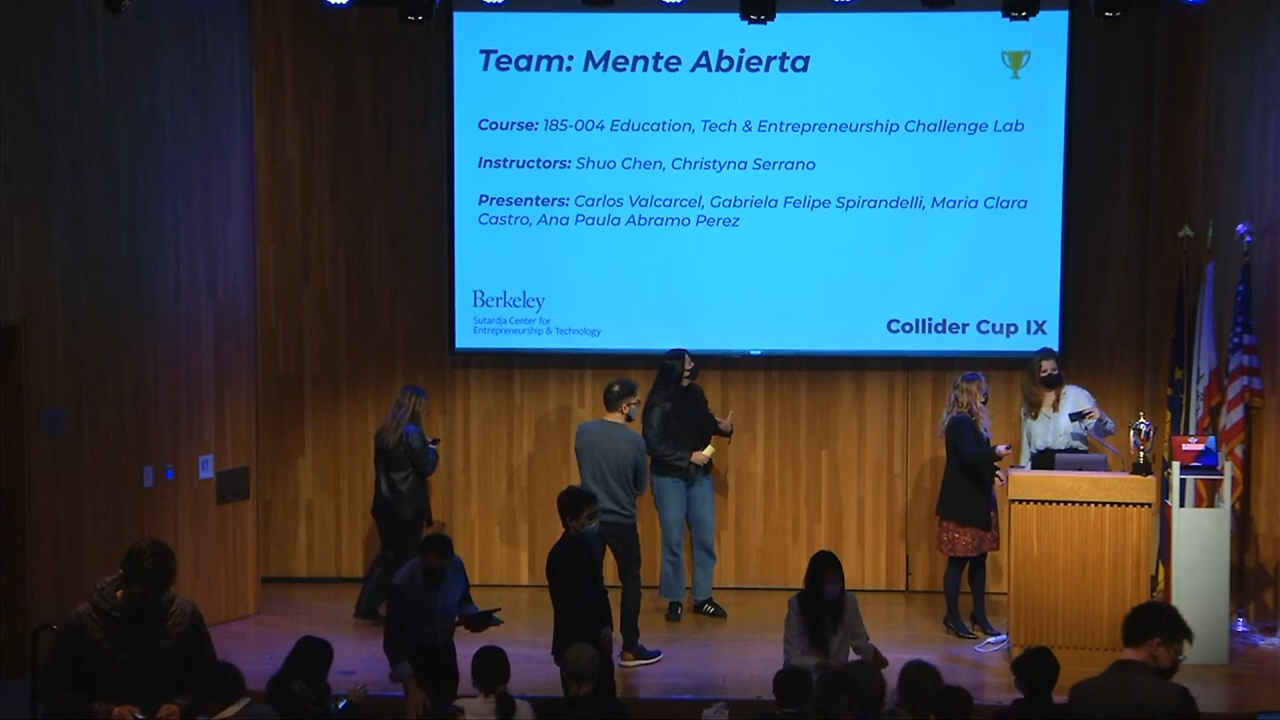 Team: Mente Abierta
Course: 185-004 Education, Tech & Entrepreneurship Challenge Lab
Instructors: Shuo Chen, Christyna Serrano
Presenters: Carlos Valcarcel, Gabriela Felipe Spirandelli, Maria Clara
Castro, Ana Paula Abramo Perez
Berkeley
Sutardja Center for
Entrepreneurship & Technology
Collider Cup IX